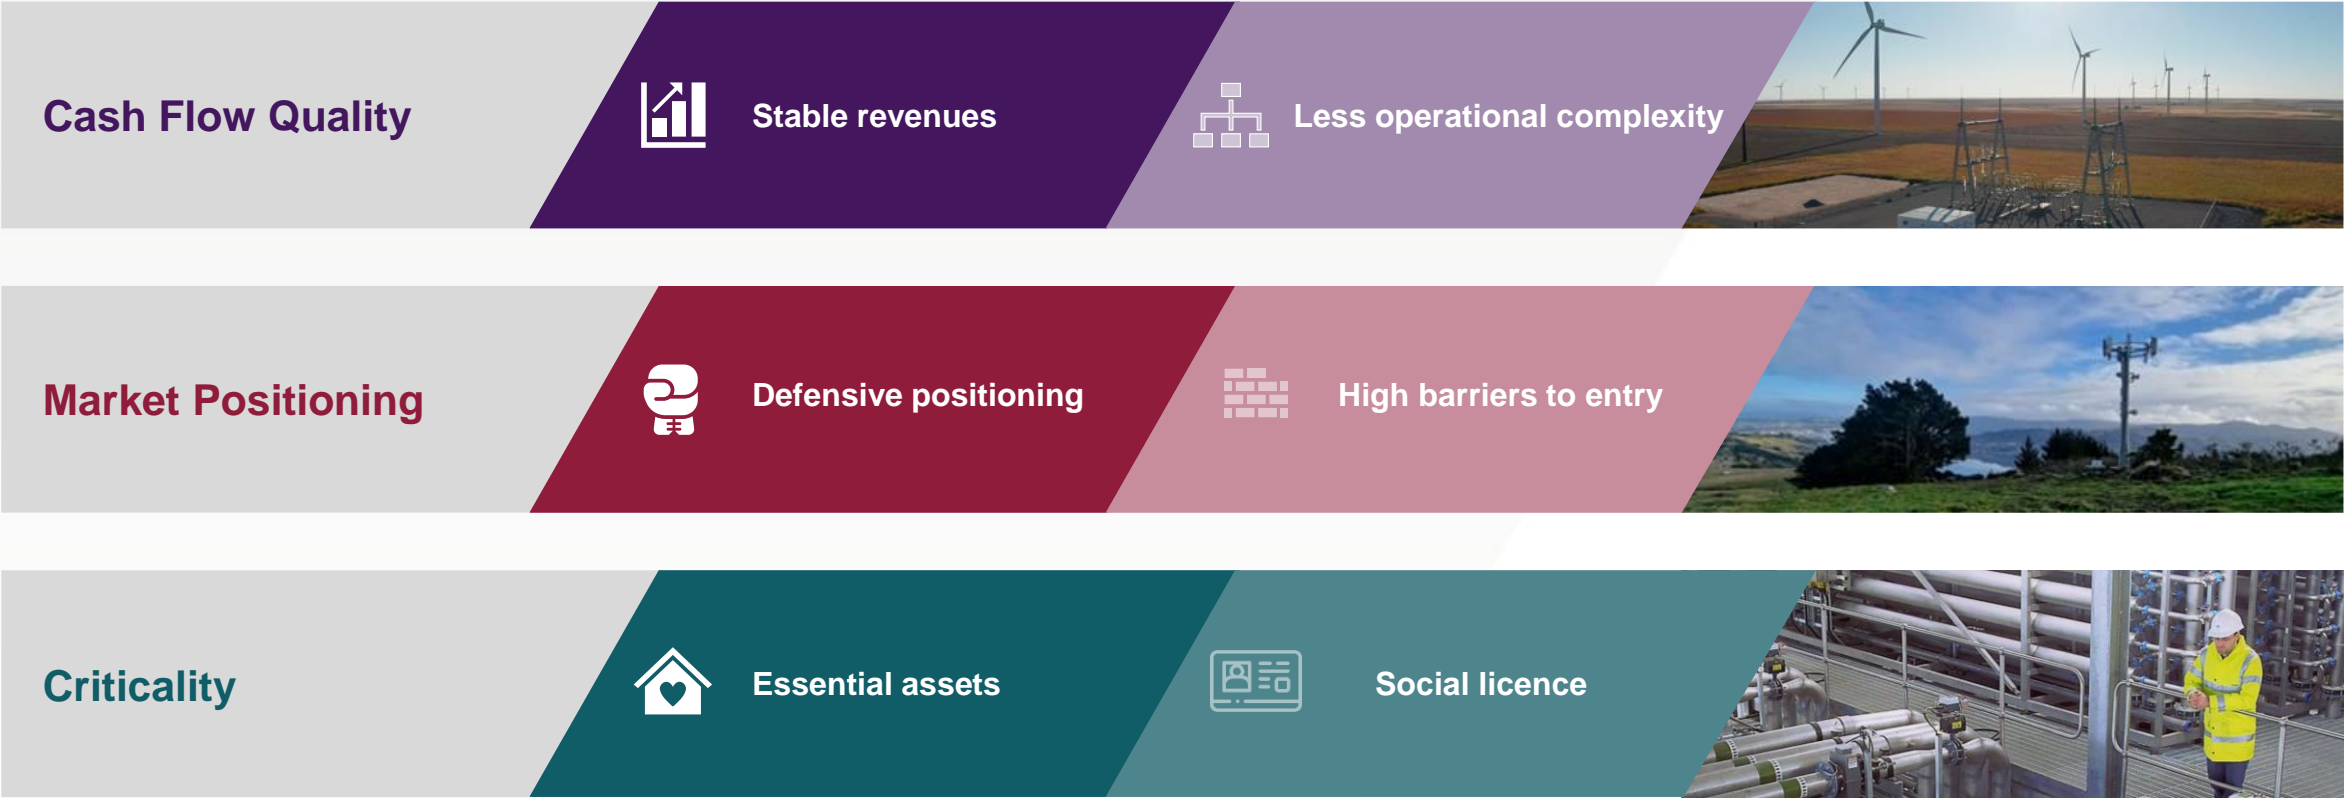 Cash Flow Quality
Stable revenues
Less operational complexity
Market Positioning
Defensive positioning
High barriers to entry
Criticality
Essential assets
Social licence